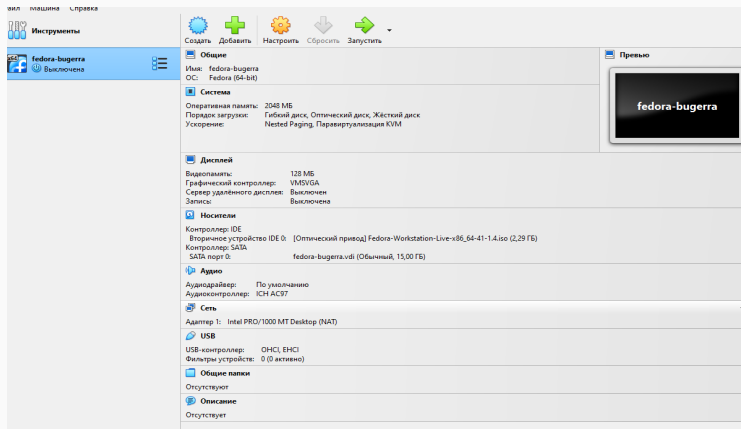 айл Машина Справка
Инструменты
Создать Добавить Настроить Сбросить Запустить
fedora-bugerra
Выключена
Общие
Имя: fedora-bugerra
ОС: Fedora (64-bit)
Превью
fedora-bugerra
Система
Оперативная память: 2048 МБ
Порядок загрузки: Гибкий диск, Оптический диск, Жёсткий диск
Ускорение: Nested Paging, Паравиртуализация KVM
Дисплей
Видеопамять: 128 МБ
Графический контроллер: VMSVGA
Сервер удалённого дисплея: Выключен
Запись: Выключена
Носители
Контроллер: IDE
Вторичное устройство IDE 0: [Оптический привод] Fedora-Workstation-Live-x86_64-41-1.4.iso (2,29 ГБ)
Контроллер: SATA
SATA порт 0: fedora-bugerra.vdi (Обычный, 15,00 ГБ)
Аудио
Аудиодрайвер: По умолчанию
Аудиоконтроллер: ICH AC97
Сеть
Адаптер 1: Intel PRO/1000 MT Desktop (NAT)
USB
USB-контроллер: OHCI, EHCI
Фильтры устройств: 0 (0 активно)
Общие папки
Отсутствуют
Описание
Отсутствует